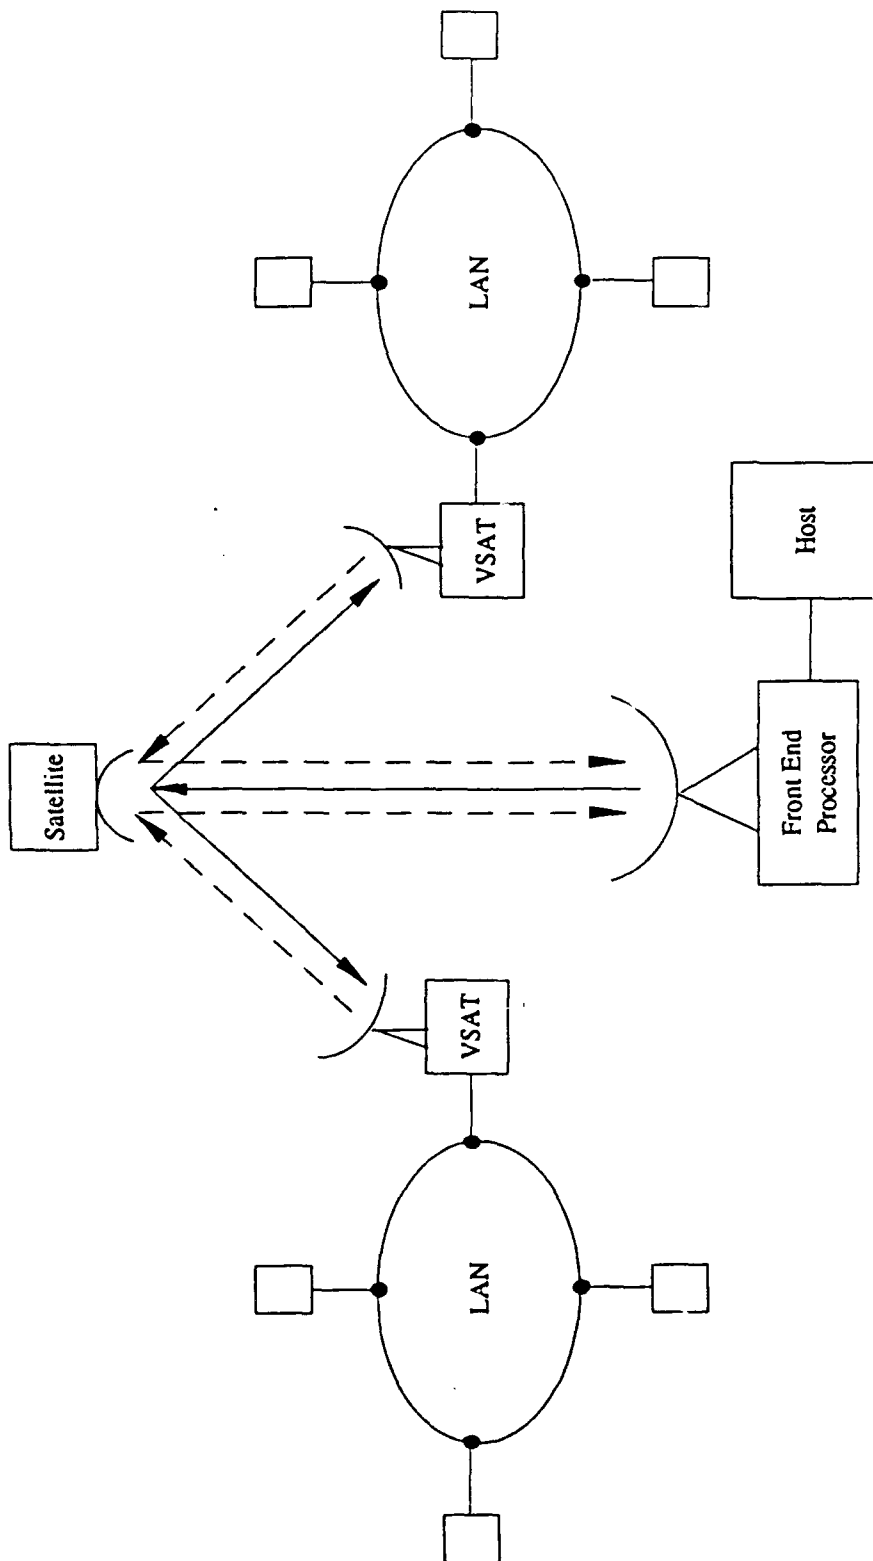 Satellite
LAN
VSAT
VSAT
LAN
Front End
Processor
Host